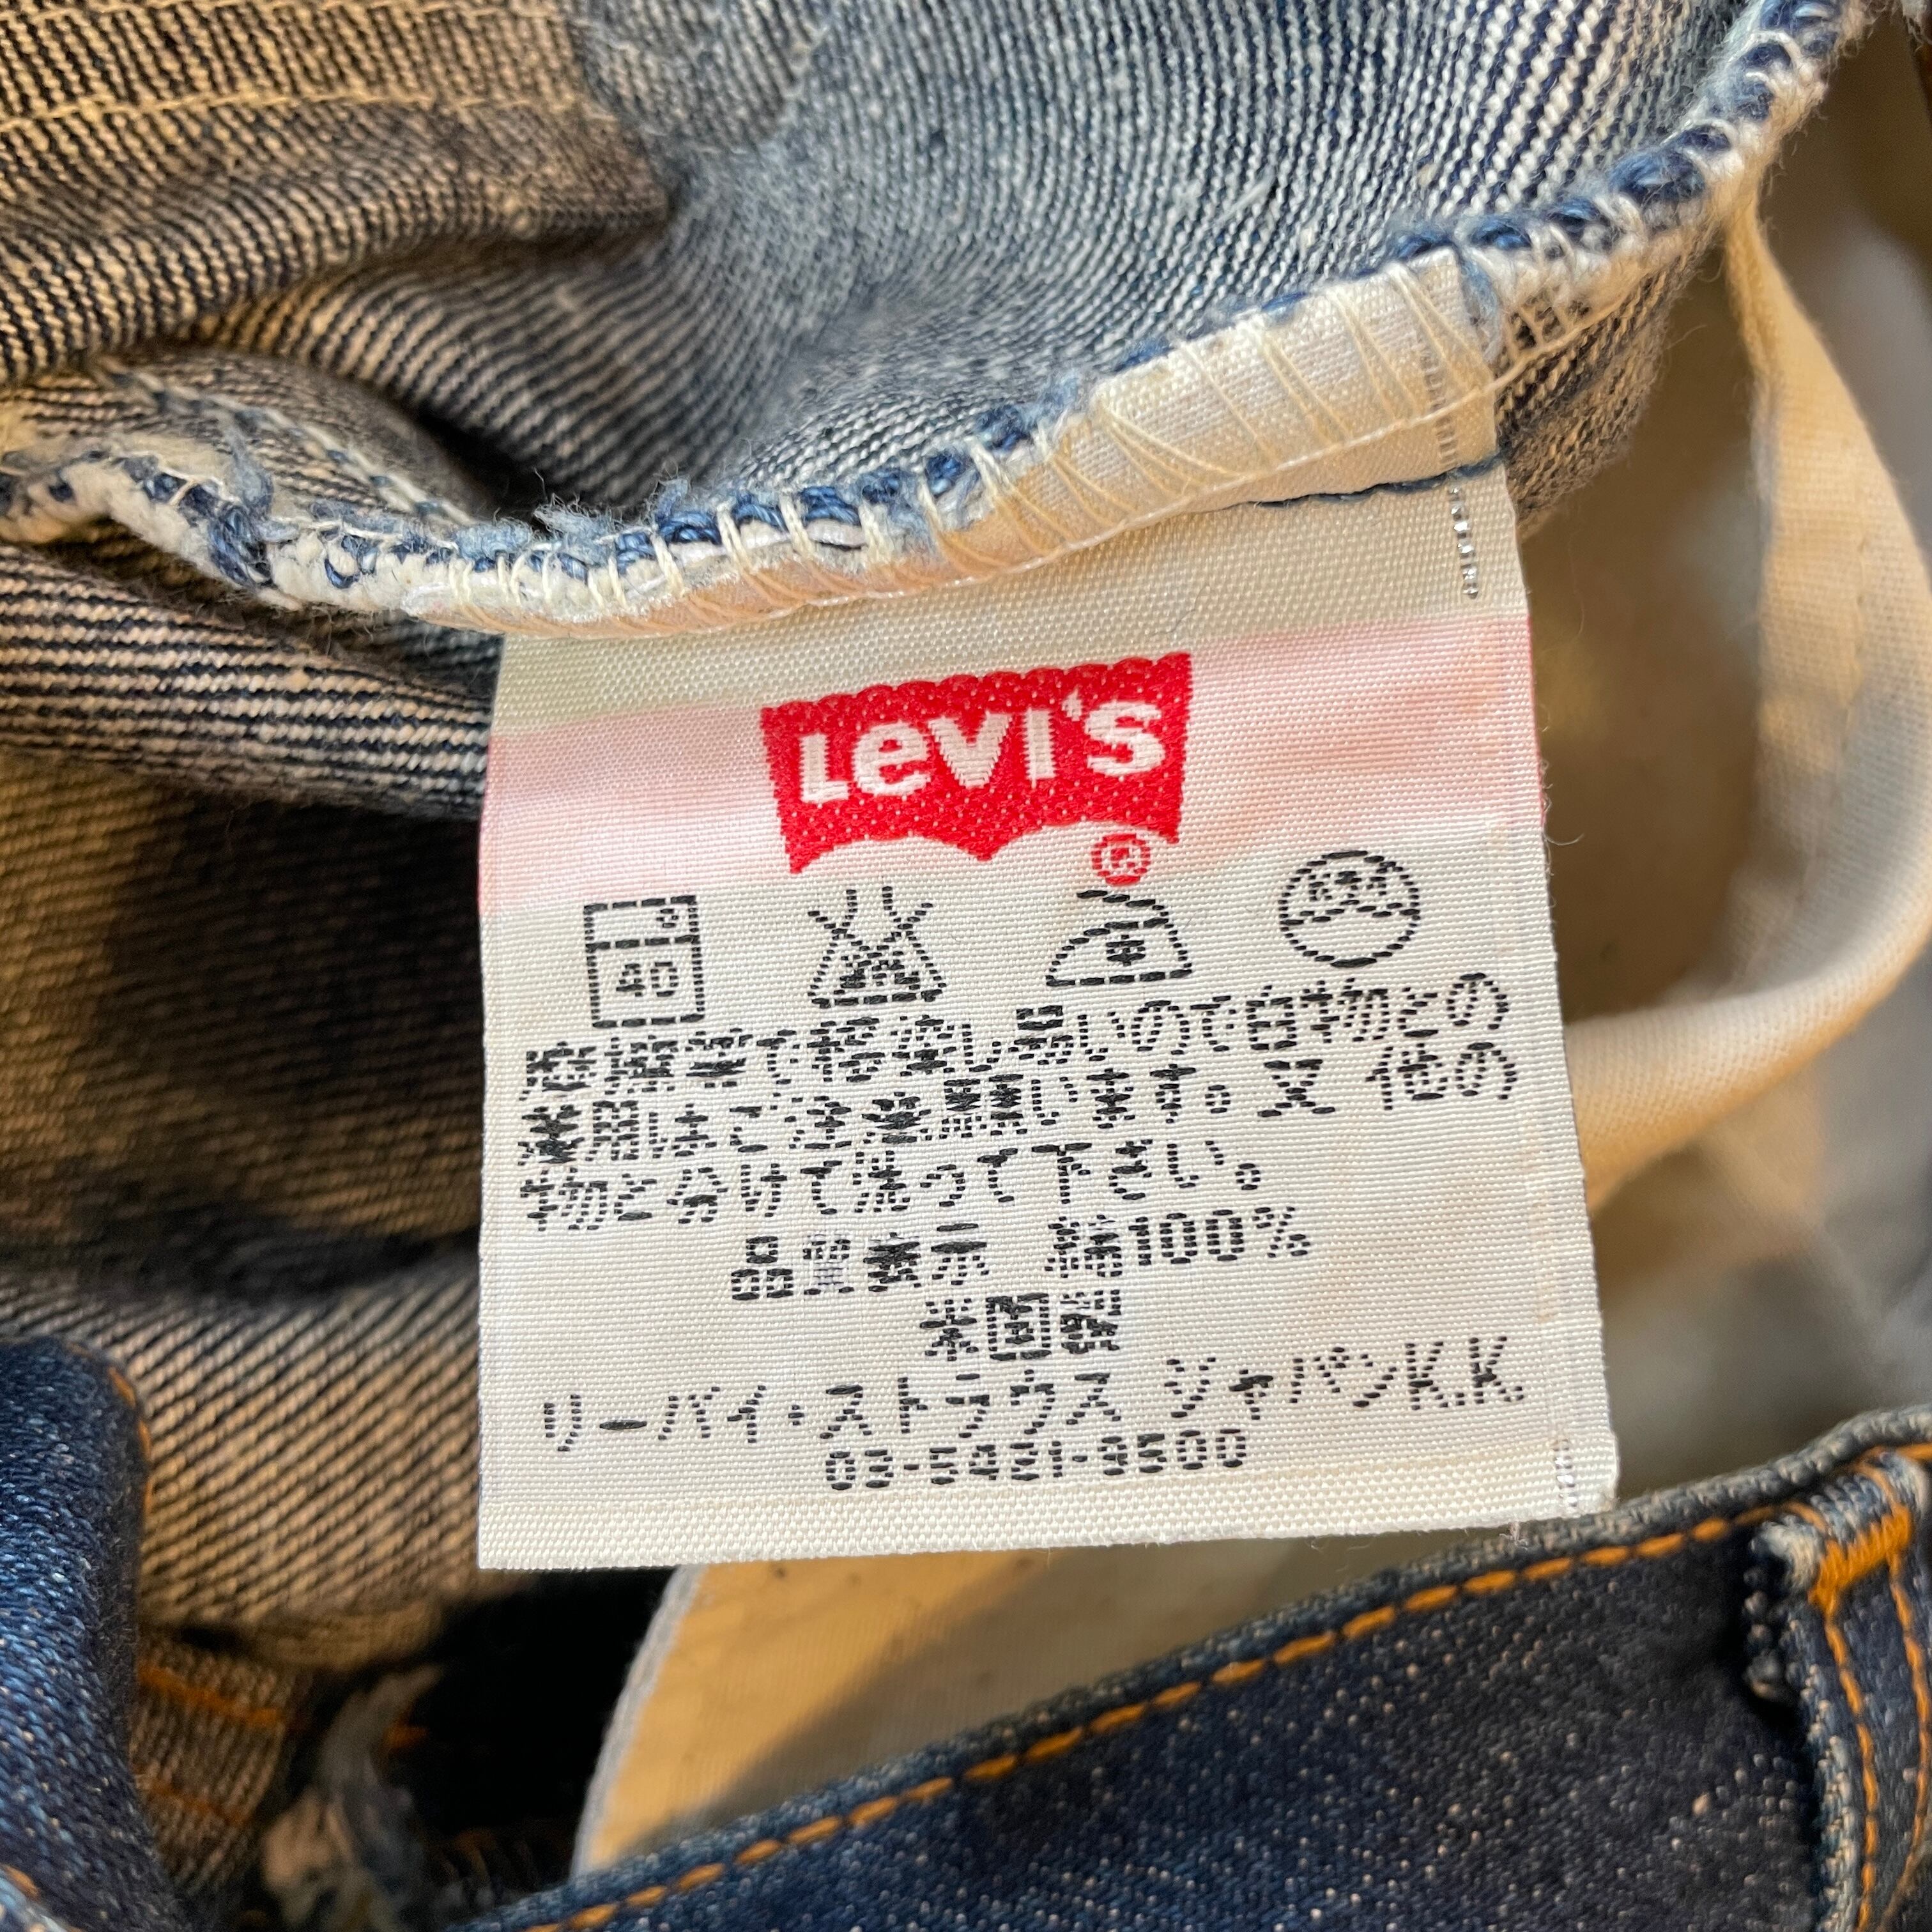 LEVI'S
®
40
濃・摩擦で移染し易いので白物との
兼用はご注意願います。又他の
物と分けて洗って下さい。
品質表示 綿100%
米国製
リーバイ・ストラウス ジャパンK.K
03-5421-9500